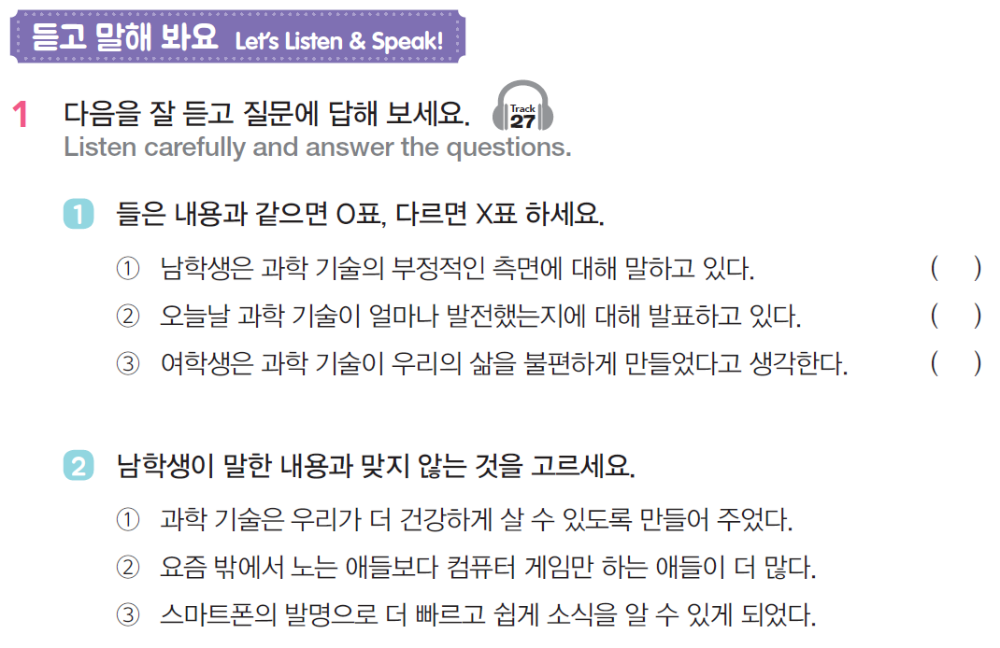 듣고 말해 봐요 Let's Listen & Speak!
1 다음을 잘 듣고 질문에 답해 보세요. Track 27
Listen carefully and answer the questions.
1 들은 내용과 같으면 O표, 다르면 X표 하세요.
① 남학생은 과학 기술의 부정적인 측면에 대해 말하고 있다. ( )
② 오늘날 과학 기술이 얼마나 발전했는지에 대해 발표하고 있다. ( )
③ 여학생은 과학 기술이 우리의 삶을 불편하게 만들었다고 생각한다. ( )
2 남학생이 말한 내용과 맞지 않는 것을 고르세요.
① 과학 기술은 우리가 더 건강하게 살 수 있도록 만들어 주었다.
② 요즘 밖에서 노는 애들보다 컴퓨터 게임만 하는 애들이 더 많다.
③ 스마트폰의 발명으로 더 빠르고 쉽게 소식을 알 수 있게 되었다.